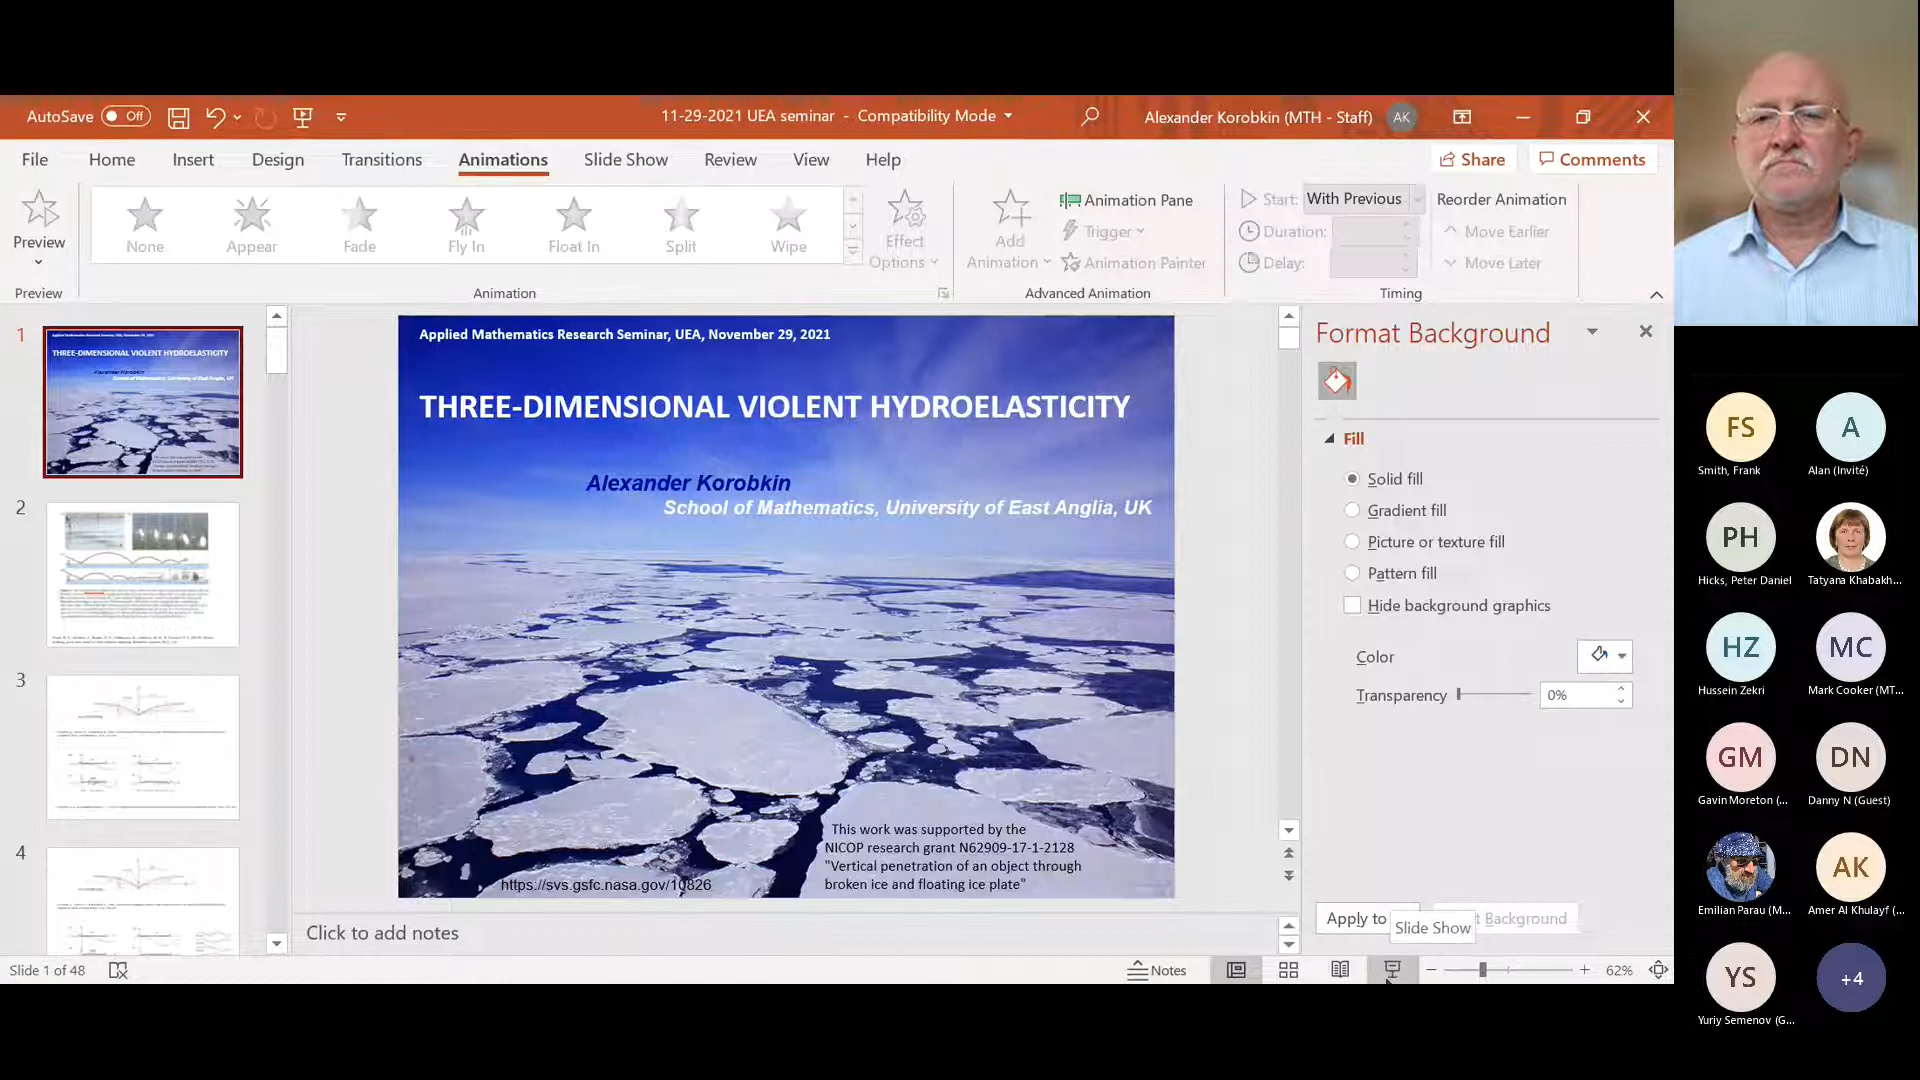 AutoSave Off
11-29-2021 UEA seminar - Compatibility Mode
Alexander Korobkin (MTH - Staff) AK
File Home Insert Design Transitions Animations Slide Show Review View Help
Share Comments
Preview
None Appear Fade Fly In Float In Split Wipe
Effect Options
Add Animation
Animation Pane
Trigger
Animation Painter
Start: With Previous
Duration:
Delay:
Reorder Animation
Move Earlier
Move Later
Preview Animation Advanced Animation Timing
1
THREE-DIMENSIONAL VIOLENT HYDROELASTICITY
2
3
4
Applied Mathematics Research Seminar, UEA, November 29, 2021
THREE-DIMENSIONAL VIOLENT HYDROELASTICITY
Alexander Korobkin
School of Mathematics, University of East Anglia, UK
This work was supported by the
NICOP research grant N62909-17-1-2128
"Vertical penetration of an object through
broken ice and floating ice plate"
https://svs.gsfc.nasa.gov/10826
Click to add notes
Format Background
Fill
Solid fill
Gradient fill
Picture or texture fill
Pattern fill
Hide background graphics
Color
Transparency 0%
Apply to
t Background
Slide Show
Slide 1 of 48
Notes
62%
FS A
Smith, Frank Alan (Invité)
PH
Hicks, Peter Daniel Tatyana Khabakh...
HZ MC
Hussein Zekri Mark Cooker (MT...
GM DN
Gavin Moreton (... Danny N (Guest)
AK
Emilian Parau (M... Amer Al Khulayf (...
YS +4
Yuriy Semenov (G...